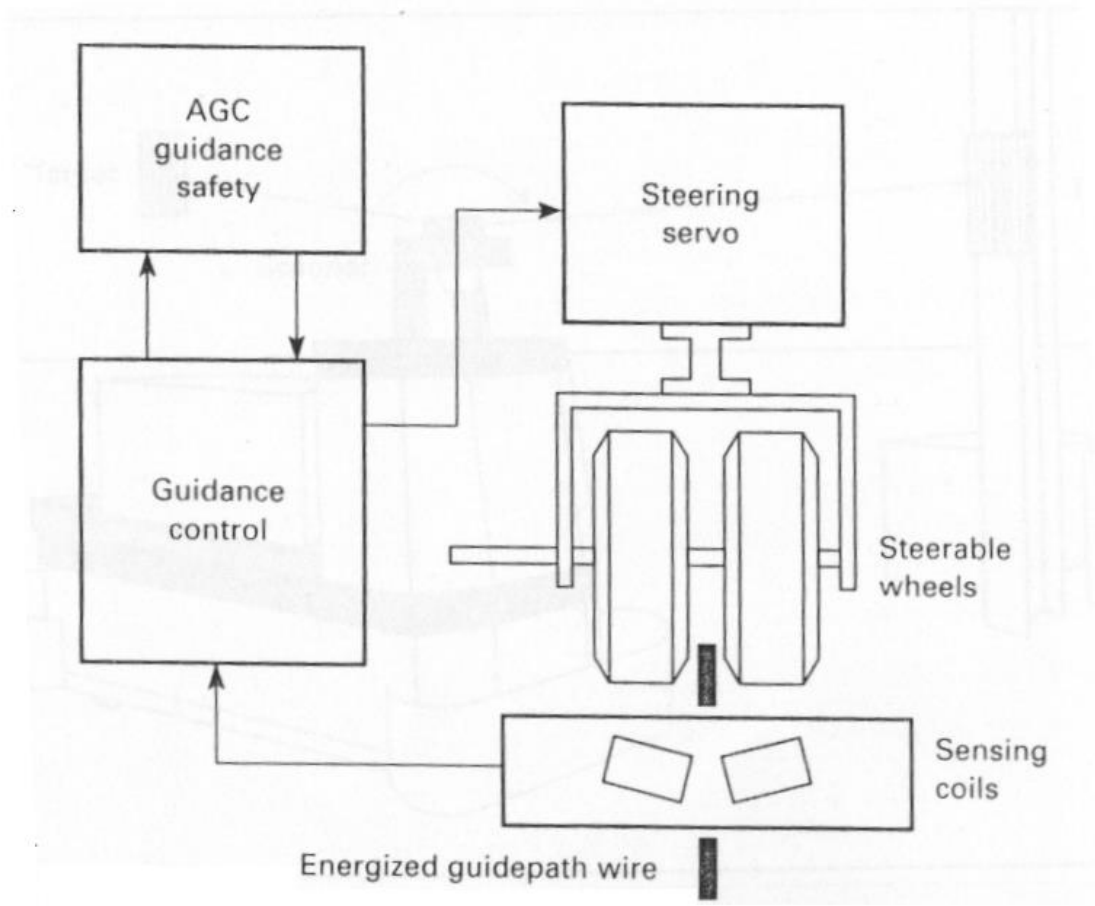 AGC
guidance
safety
Steering
servo
Guidance
control
Steerable
wheels
Sensing
coils
Energized guidepath wire